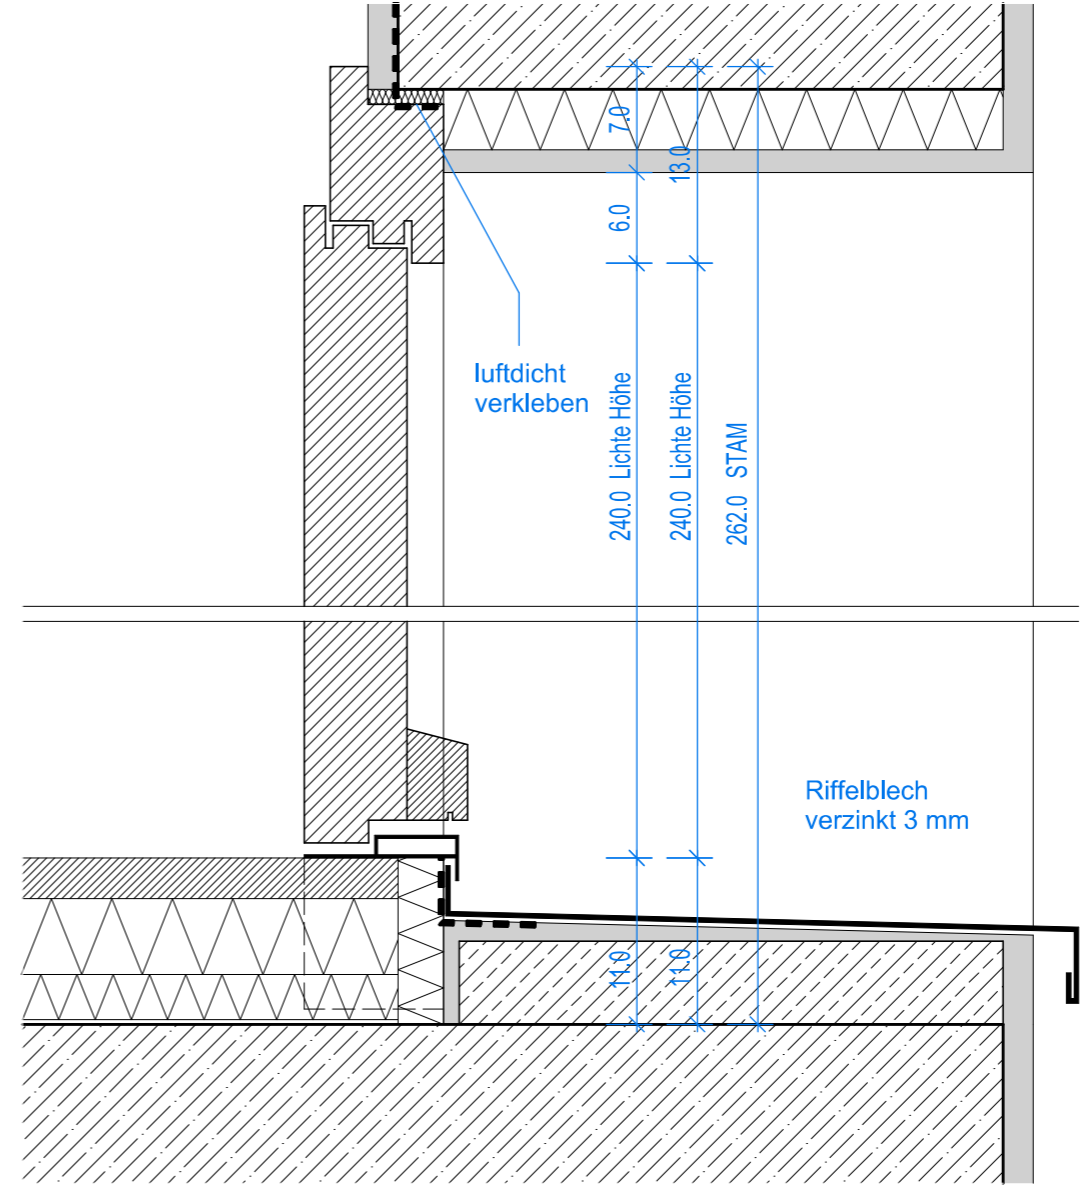 7.0
13.0
6.0
luftdicht
verkleben
240.0 Lichte Höhe
240.0 Lichte Höhe
262.0 STAM
Riffelblech
verzinkt 3 mm
11.0
11.0